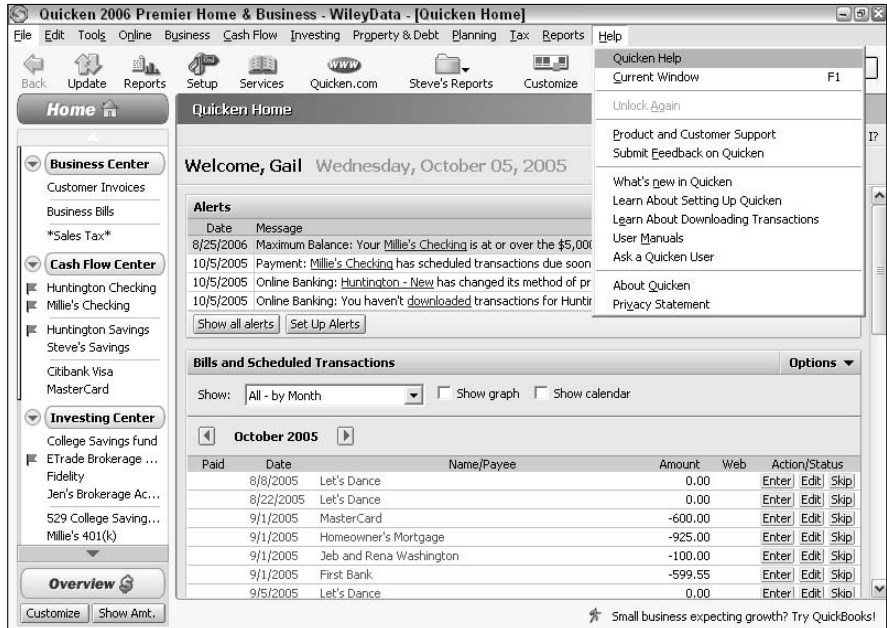 Quicken 2006 Premier Home & Business - WileyData - [Quicken Home]
File Edit Tools Online Business Cash Flow Investing Property & Debt Planning Tax Reports Help
Back Update Reports Setup Services Quicken.com Steve's Reports Customize
Quicken Help
Current Window F1
Unlock Again
Product and Customer Support
Submit Feedback on Quicken
What's new in Quicken
Learn About Setting Up Quicken
Learn About Downloading Transactions
User Manuals
Ask a Quicken User
About Quicken
Privacy Statement
Home
Business Center
Customer Invoices
Business Bills
*Sales Tax*
Cash Flow Center
Huntington Checking
Millie's Checking
Huntington Savings
Steve's Savings
Citibank Visa
MasterCard
Investing Center
College Savings fund
ETrade Brokerage ...
Fidelity
Jen's Brokerage Ac...
529 College Saving...
Millie's 401(k)
Overview
Customize Show Amt.
Quicken Home
I?
Welcome, Gail Wednesday, October 05, 2005
Alerts
Date Message
8/25/2006 Maximum Balance: Your Millie's Checking is at or over the $5,000
10/5/2005 Payment: Millie's Checking has scheduled transactions due soon
10/5/2005 Online Banking: Huntington - New has changed its method of pr
10/5/2005 Online Banking: You haven't downloaded transactions for Huntir
Show all alerts Set Up Alerts
Bills and Scheduled Transactions Options
Show: All - by Month Show graph Show calendar
October 2005
Paid Date Name/Payee Amount Web Action/Status
8/8/2005 Let's Dance 0.00 Enter Edit Skip
8/22/2005 Let's Dance 0.00 Enter Edit Skip
9/1/2005 MasterCard -600.00 Enter Edit Skip
9/1/2005 Homeowner's Mortgage -925.00 Enter Edit Skip
9/1/2005 Jeb and Rena Washington -100.00 Enter Edit Skip
9/1/2005 First Bank -599.55 Enter Edit Skip
9/5/2005 Let's Dance 0.00 Enter Edit Skip
Small business expecting growth? Try QuickBooks!